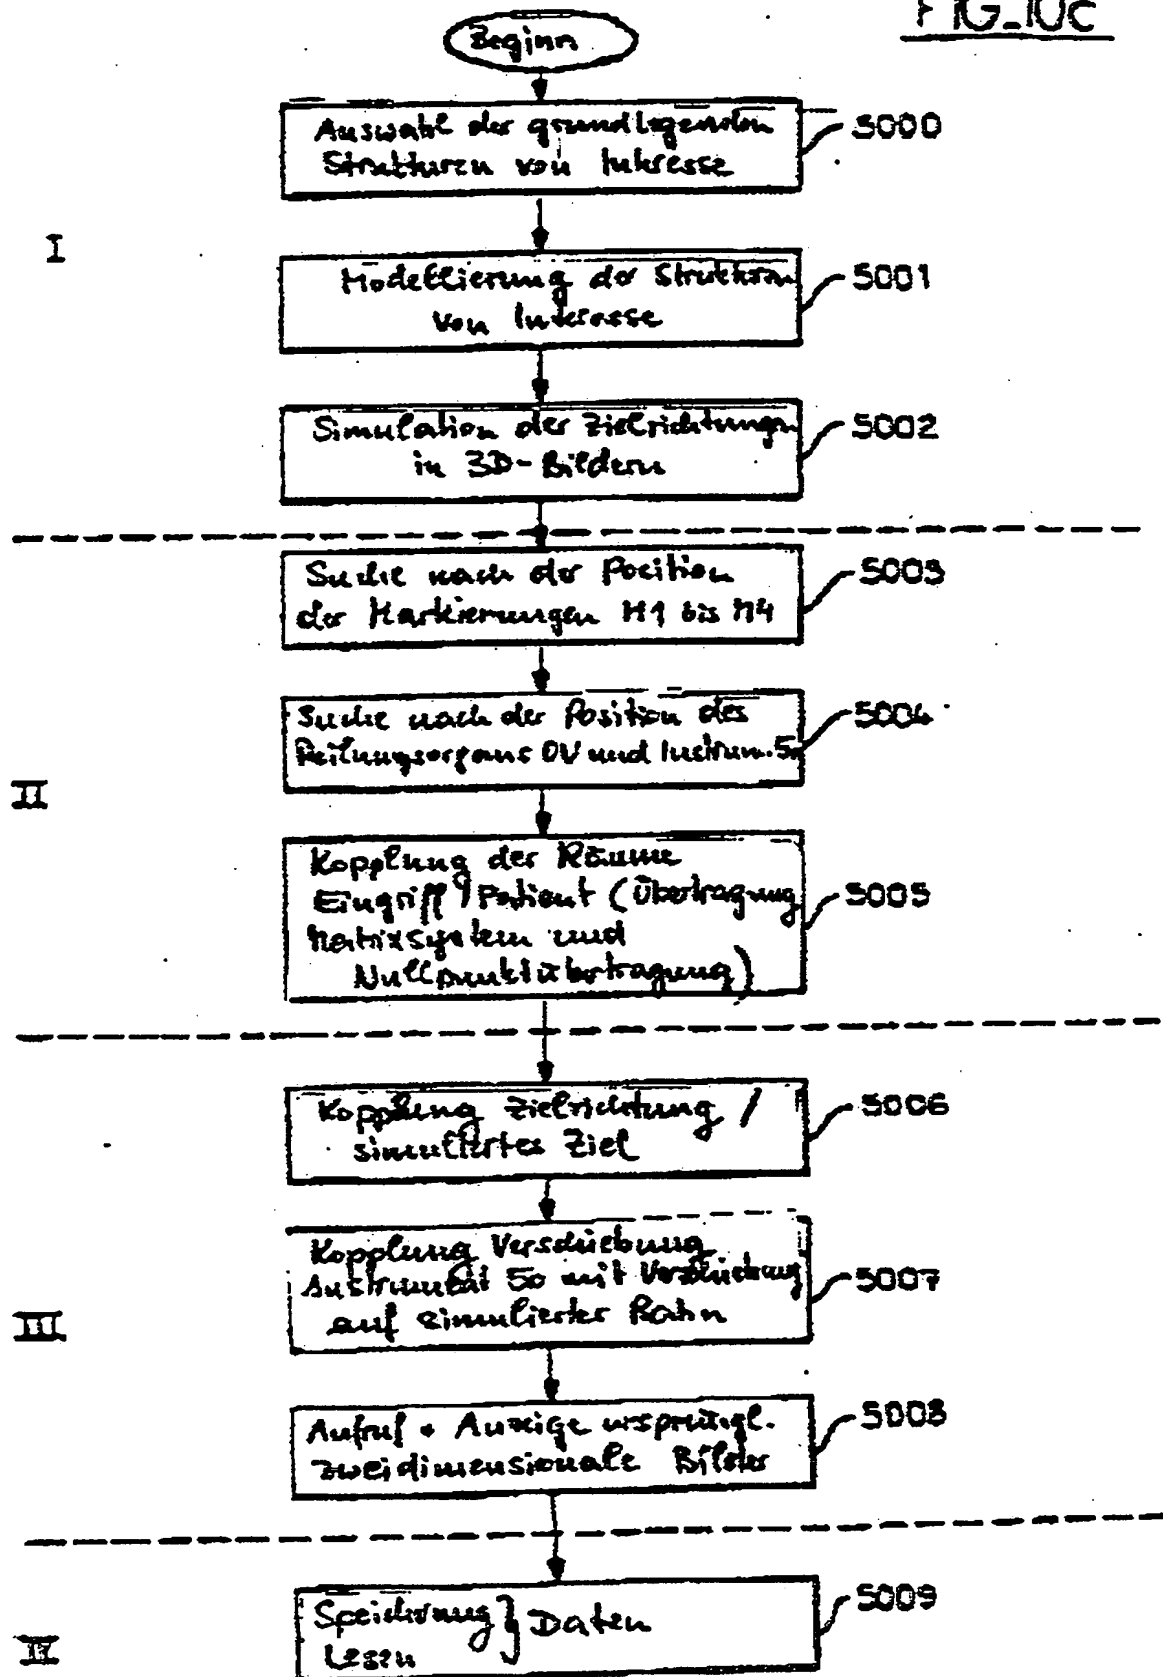 FIG_10c
Beginn
Auswahl der grundlegenden
Strukturen von Interesse
5000
I
Modellierung der Strukturen
von Interesse
5001
Simulation der Zielrichtungen
in 3D-Bildern
5002
Suche nach der Position
der Markierungen M1 bis M4
5003
Suche nach der Position des
Peilungsorgans OV und Instrum. 50
5004
II
Kopplung der Räume
Eingriff / Patient (Übertragung
Matrixsystem und
Nullpunktübertragung)
5005
Kopplung Zielrichtung /
simuliertes Ziel
5006
Kopplung Verschiebung
Instrument 50 mit Verschiebung
auf simulierter Bahn
5007
III
Aufruf + Anzeige ursprüngl.
zweidimensionale Bilder
5008
Speicherung } Daten
Lesen
5009
IV